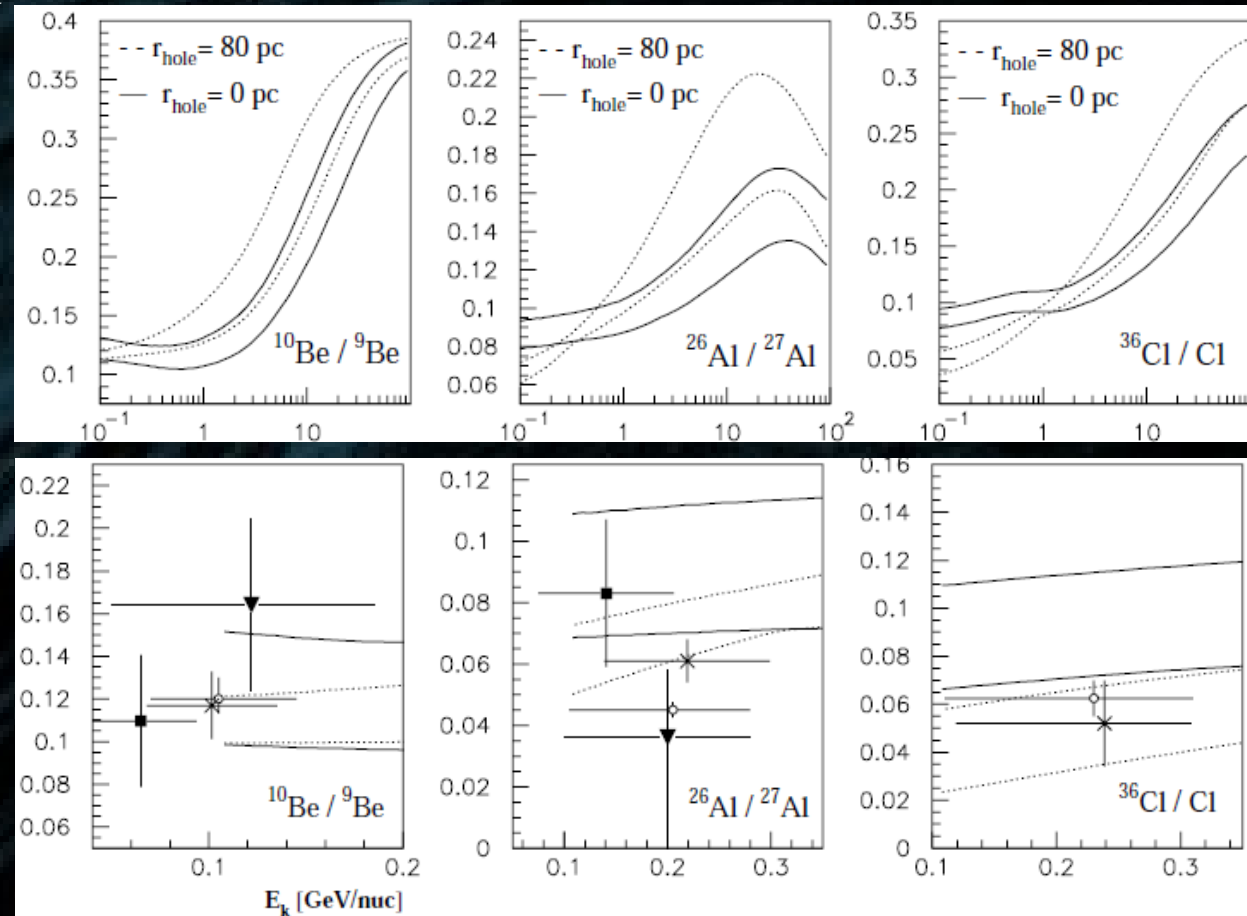 0.4
0.35
0.3
0.25
0.2
0.15
0.1
-- r_hole= 80 pc
— r_hole= 0 pc
¹⁰Be / ⁹Be
10⁻¹ 1 10
0.24
0.22
0.2
0.18
0.16
0.14
0.12
0.1
0.08
0.06
-- r_hole= 80 pc
— r_hole= 0 pc
²⁶Al / ²⁷Al
10⁻¹ 1 10 10²
0.35
0.3
0.25
0.2
0.15
0.1
0.05
-- r_hole= 80 pc
— r_hole= 0 pc
³⁶Cl / Cl
10⁻¹ 1 10
0.22
0.2
0.18
0.16
0.14
0.12
0.1
0.08
0.06
¹⁰Be / ⁹Be
0.1 0.2
E_k [GeV/nuc]
0.12
0.1
0.08
0.06
0.04
0.02
0
²⁶Al / ²⁷Al
0.1 0.2 0.3
0.16
0.14
0.12
0.1
0.08
0.06
0.04
0.02
0
³⁶Cl / Cl
0.1 0.2 0.3